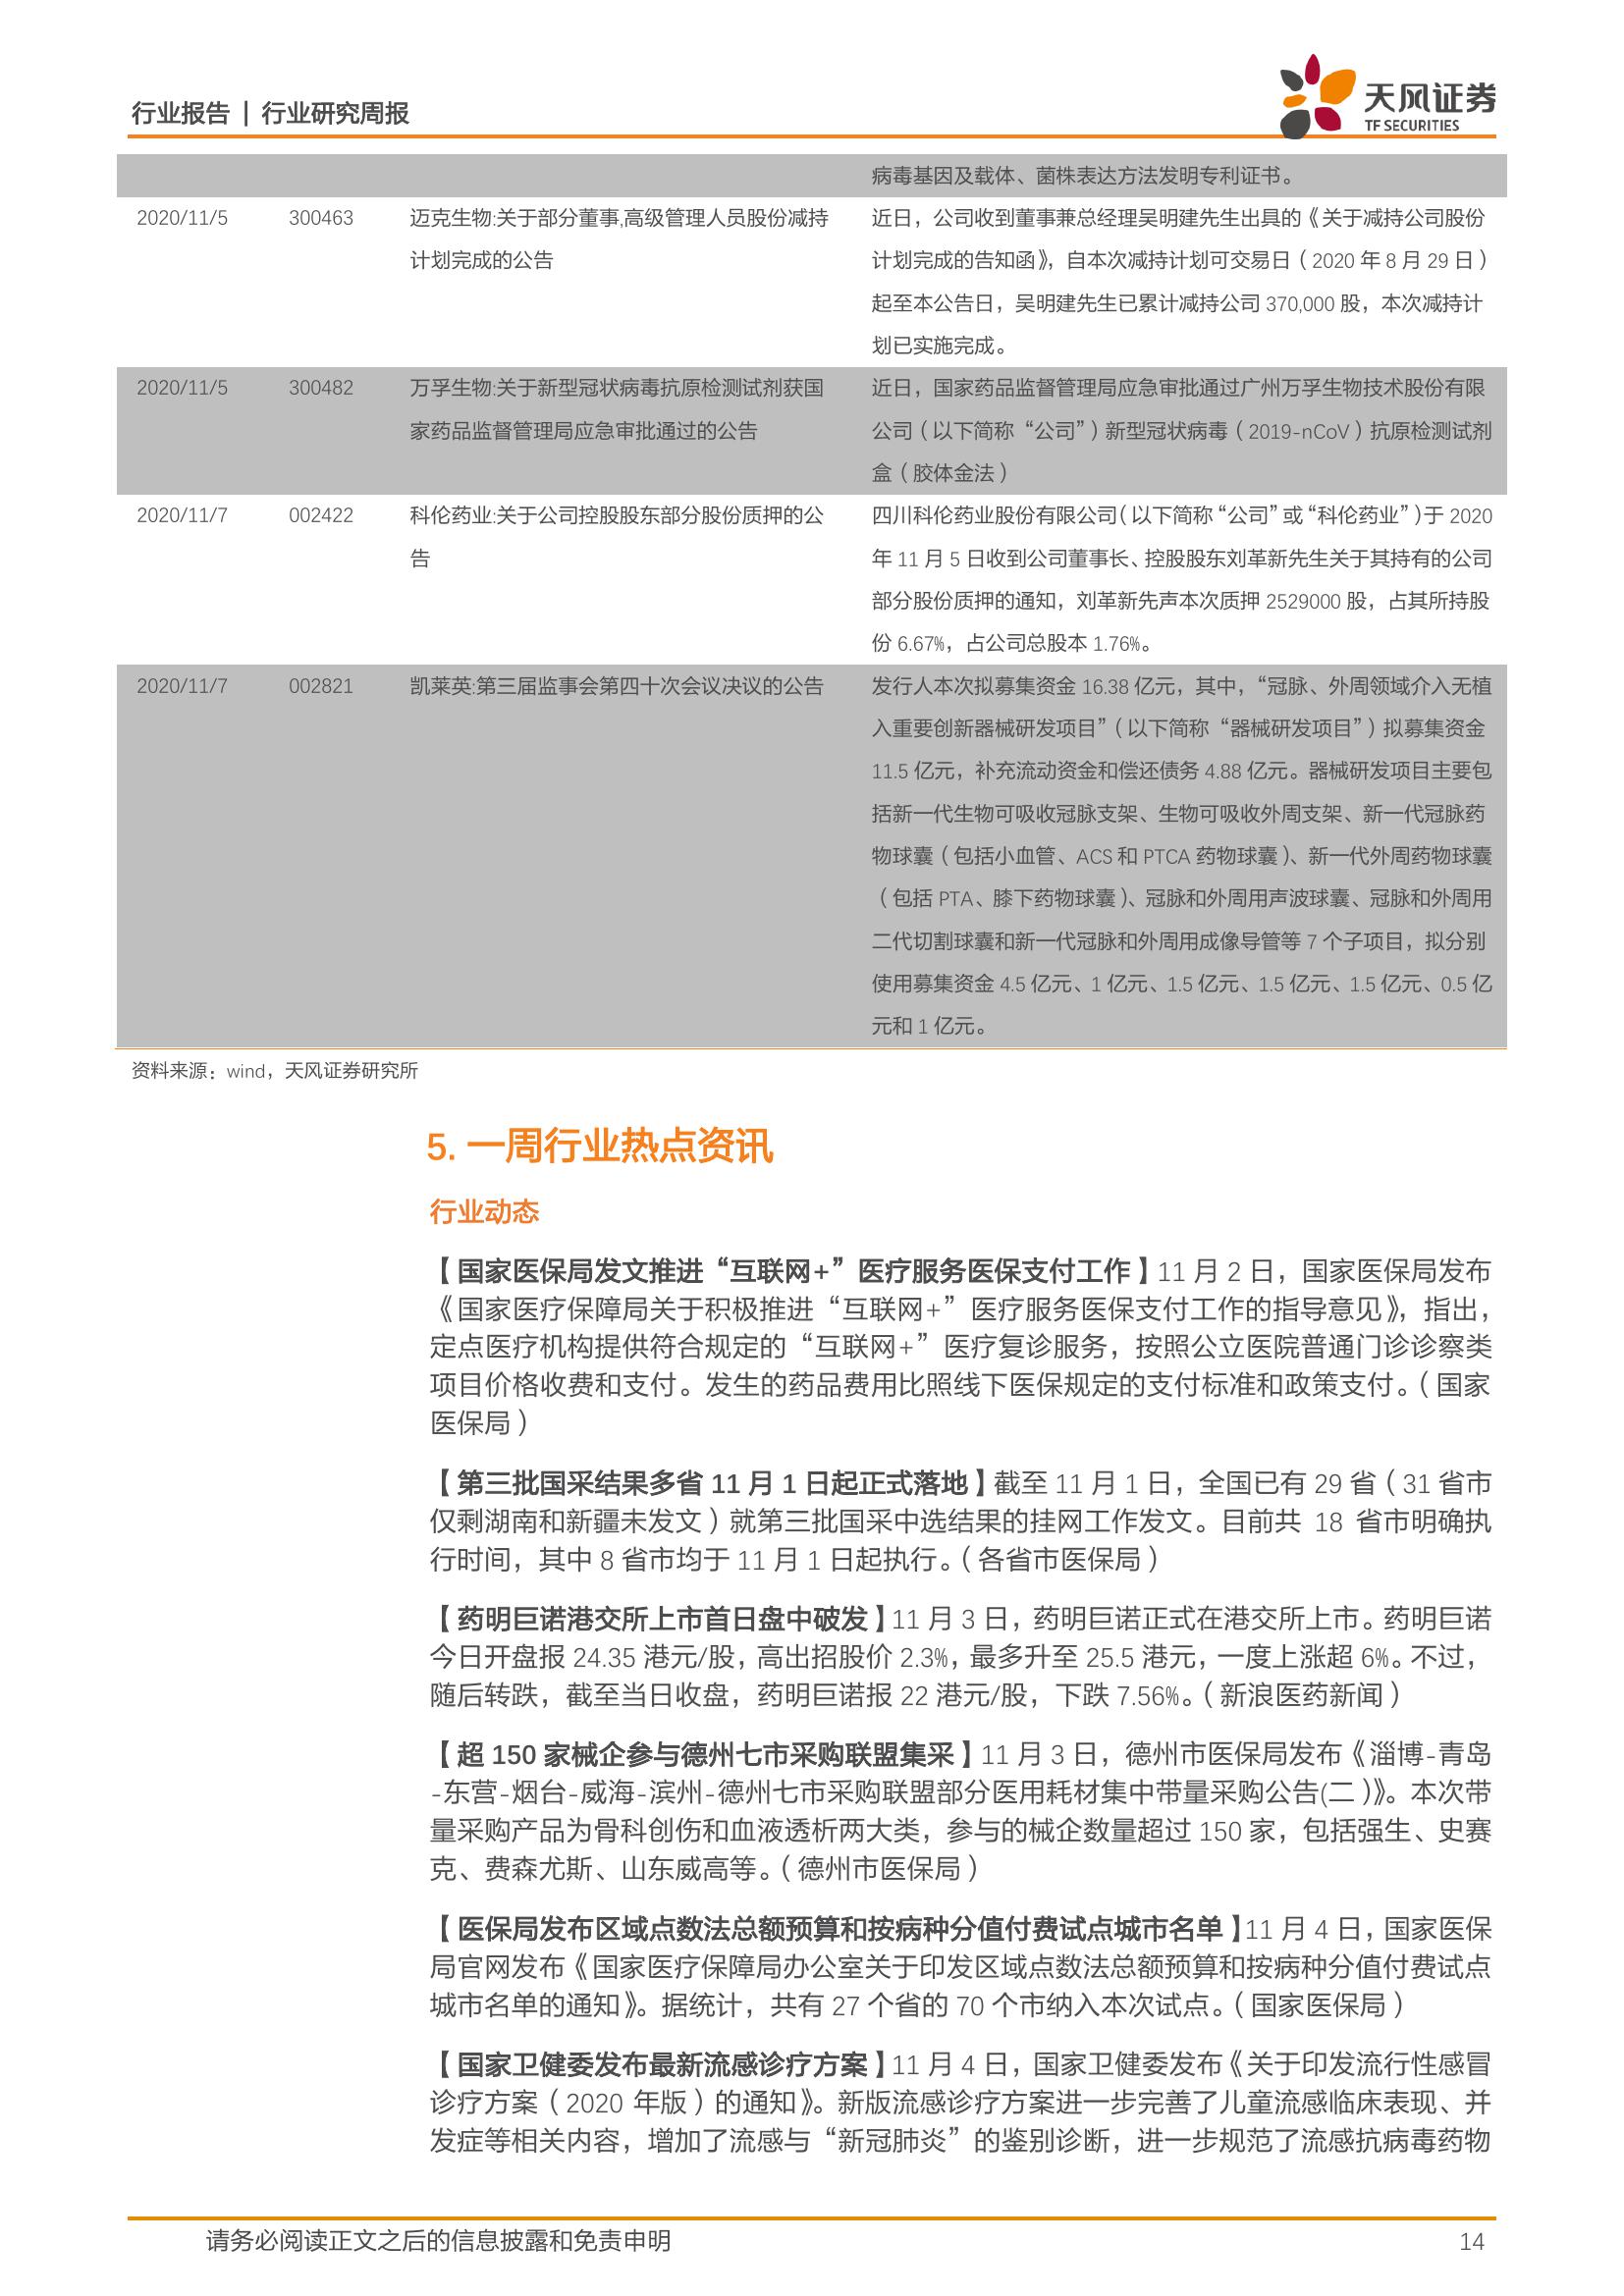 行业报告 | 行业研究周报
天风证券
TF SECURITIES
病毒基因及载体、菌株表达方法发明专利证书。
2020/11/5 300463 迈克生物:关于部分董事,高级管理人员股份减持 近日，公司收到董事兼总经理吴明建先生出具的《关于减持公司股份
计划完成的公告 计划完成的告知函》，自本次减持计划可交易日（2020 年 8 月 29 日）
起至本公告日，吴明建先生已累计减持公司 370,000 股，本次减持计
划已实施完成。
2020/11/5 300482 万孚生物:关于新型冠状病毒抗原检测试剂获国 近日，国家药品监督管理局应急审批通过广州万孚生物技术股份有限
家药品监督管理局应急审批通过的公告 公司（以下简称“公司”）新型冠状病毒（2019-nCoV）抗原检测试剂
盒（胶体金法）
2020/11/7 002422 科伦药业:关于公司控股股东部分股份质押的公 四川科伦药业股份有限公司（以下简称“公司”或“科伦药业”）于 2020
告 年 11 月 5 日收到公司董事长、控股股东刘革新先生关于其持有的公司
部分股份质押的通知，刘革新先声本次质押 2529000 股，占其所持股
份 6.67%，占公司总股本 1.76%。
2020/11/7 002821 凯莱英:第三届监事会第四十次会议决议的公告 发行人本次拟募集资金 16.38 亿元，其中，“冠脉、外周领域介入无植
入重要创新器械研发项目”（以下简称“器械研发项目”）拟募集资金
11.5 亿元，补充流动资金和偿还债务 4.88 亿元。器械研发项目主要包
括新一代生物可吸收冠脉支架、生物可吸收外周支架、新一代冠脉药
物球囊（包括小血管、ACS 和 PTCA 药物球囊）、新一代外周药物球囊
（包括 PTA、膝下药物球囊）、冠脉和外周用声波球囊、冠脉和外周用
二代切割球囊和新一代冠脉和外周用成像导管等 7 个子项目，拟分别
使用募集资金 4.5 亿元、1 亿元、1.5 亿元、1.5 亿元、1.5 亿元、0.5 亿
元和 1 亿元。
资料来源：wind，天风证券研究所
5. 一周行业热点资讯
行业动态
【国家医保局发文推进“互联网+”医疗服务医保支付工作】11 月 2 日，国家医保局发布
《国家医疗保障局关于积极推进“互联网+”医疗服务医保支付工作的指导意见》，指出，
定点医疗机构提供符合规定的“互联网+”医疗复诊服务，按照公立医院普通门诊诊察类
项目价格收费和支付。发生的药品费用比照线下医保规定的支付标准和政策支付。（国家
医保局）
【第三批国采结果多省 11 月 1 日起正式落地】截至 11 月 1 日，全国已有 29 省（31 省市
仅剩湖南和新疆未发文）就第三批国采中选结果的挂网工作发文。目前共 18 省市明确执
行时间，其中 8 省市均于 11 月 1 日起执行。（各省市医保局）
【药明巨诺港交所上市首日盘中破发】11 月 3 日，药明巨诺正式在港交所上市。药明巨诺
今日开盘报 24.35 港元/股，高出招股价 2.3%，最多升至 25.5 港元，一度上涨超 6%。不过，
随后转跌，截至当日收盘，药明巨诺报 22 港元/股，下跌 7.56%。（新浪医药新闻）
【超 150 家械企参与德州七市采购联盟集采】11 月 3 日，德州市医保局发布《淄博-青岛
-东营-烟台-威海-滨州-德州七市采购联盟部分医用耗材集中带量采购公告(二）》。本次带
量采购产品为骨科创伤和血液透析两大类，参与的械企数量超过 150 家，包括强生、史赛
克、费森尤斯、山东威高等。（德州市医保局）
【医保局发布区域点数法总额预算和按病种分值付费试点城市名单】11 月 4 日，国家医保
局官网发布《国家医疗保障局办公室关于印发区域点数法总额预算和按病种分值付费试点
城市名单的通知》。据统计，共有 27 个省的 70 个市纳入本次试点。（国家医保局）
【国家卫健委发布最新流感诊疗方案】11 月 4 日，国家卫健委发布《关于印发流行性感冒
诊疗方案（2020 年版）的通知》。新版流感诊疗方案进一步完善了儿童流感临床表现、并
发症等相关内容，增加了流感与“新冠肺炎”的鉴别诊断，进一步规范了流感抗病毒药物
请务必阅读正文之后的信息披露和免责申明 14